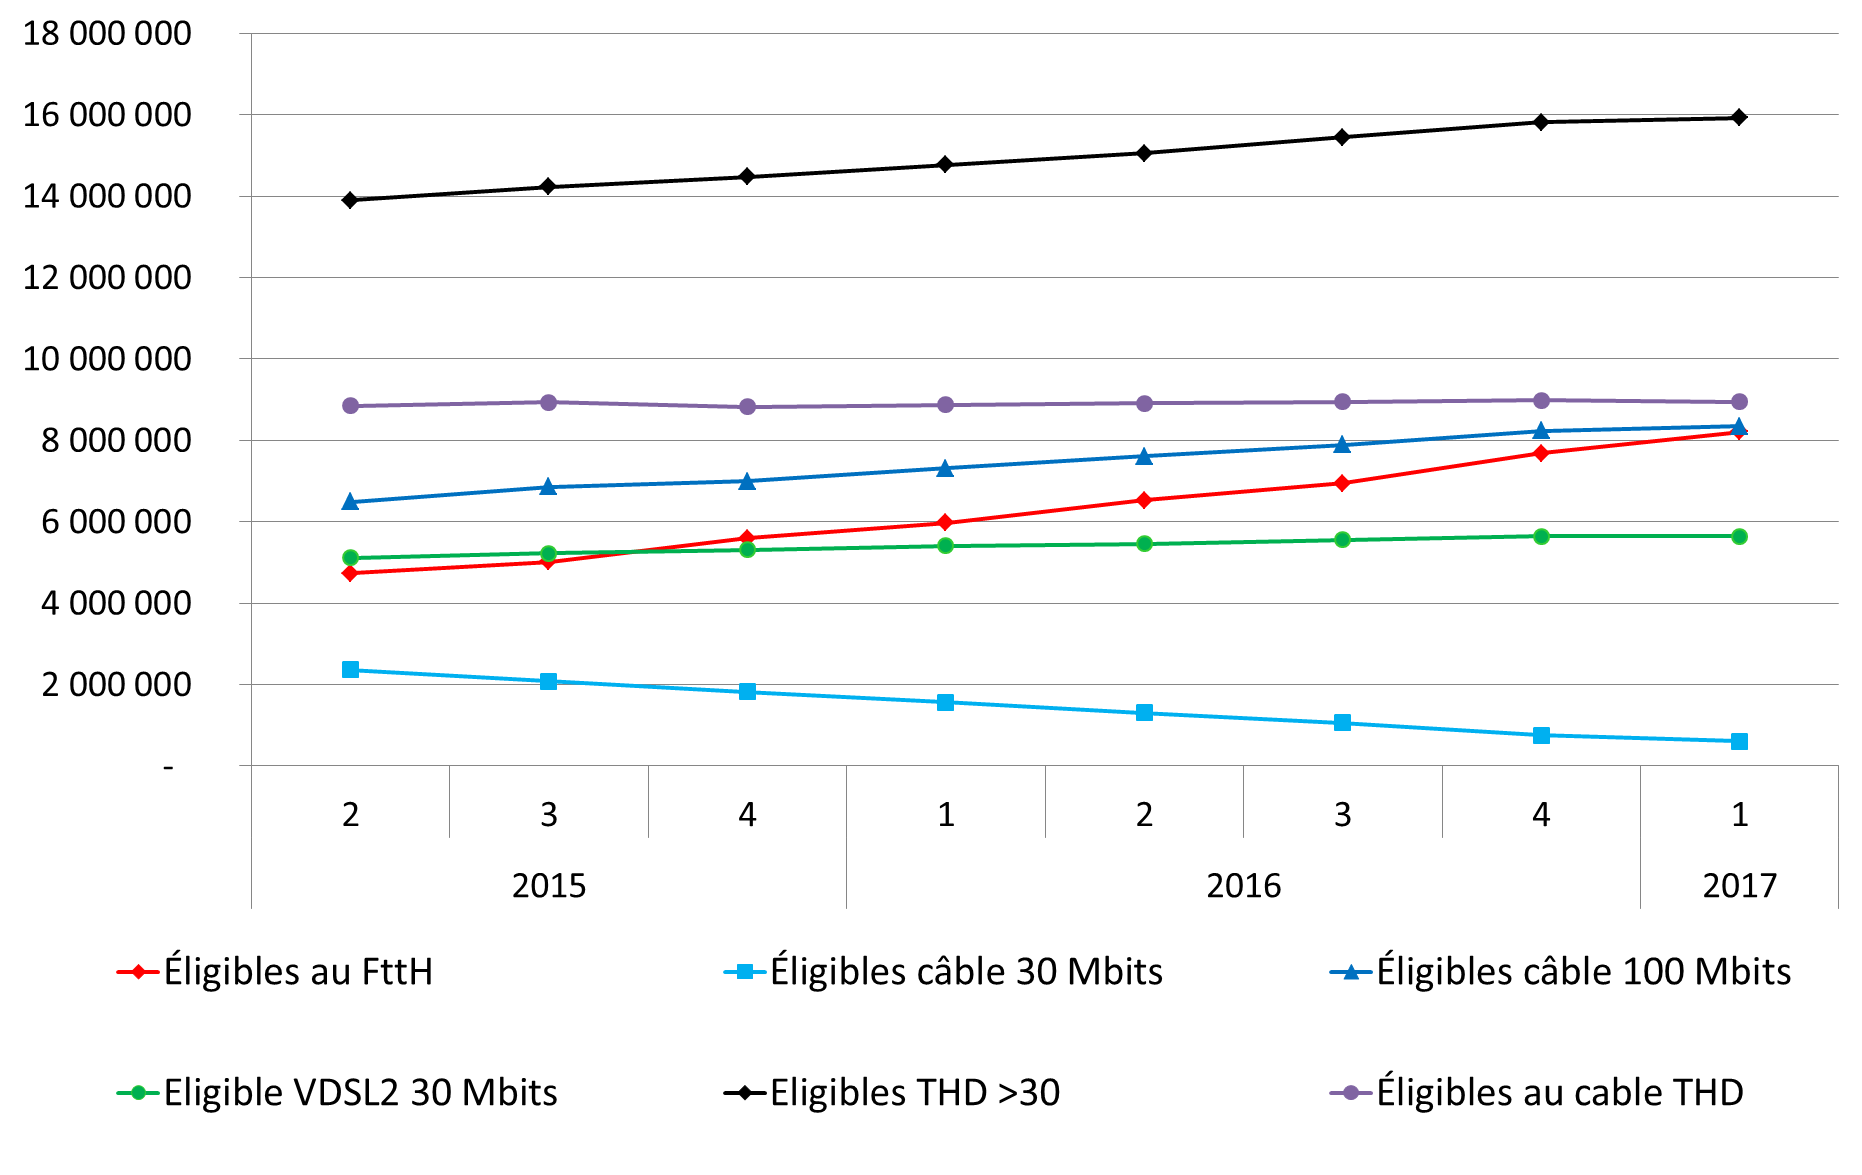 18 000 000
16 000 000
14 000 000
12 000 000
10 000 000
8 000 000
6 000 000
4 000 000
2 000 000
-
2 3 4 1 2 3 4 1
2015 2016 2017
Éligibles au FttH Éligibles câble 30 Mbits Éligibles câble 100 Mbits
Eligible VDSL2 30 Mbits Eligibles THD >30 Éligibles au cable THD